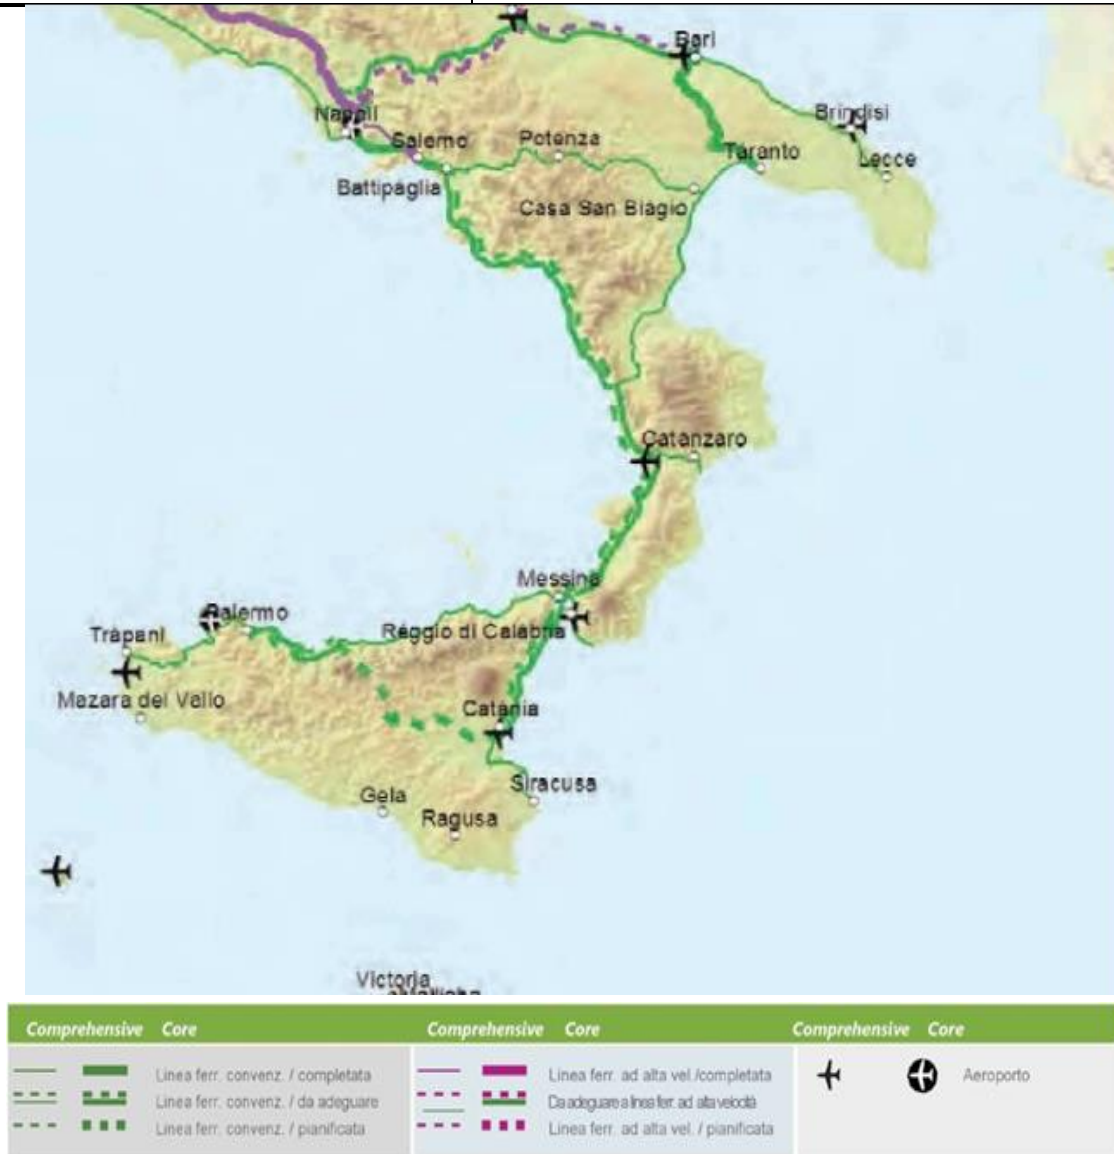 Bari
Napoli
Brindisi
Salerno
Potenza
Taranto
Lecce
Battipaglia
Casa San Biagio
Catanzaro
Messina
Palermo
Reggio di Calabria
Trapani
Mazara del Vallo
Catania
Siracusa
Gela
Ragusa
Victoria
Comprehensive Core Comprehensive Core Comprehensive Core
Linea ferr. convenz. / completata
Linea ferr. convenz. / da adeguare
Linea ferr. convenz. / pianificata
Linea ferr. ad alta vel./completata
Da adeguare a linea ferr. ad alta velocità
Linea ferr. ad alta vel. / pianificata
Aeroporto